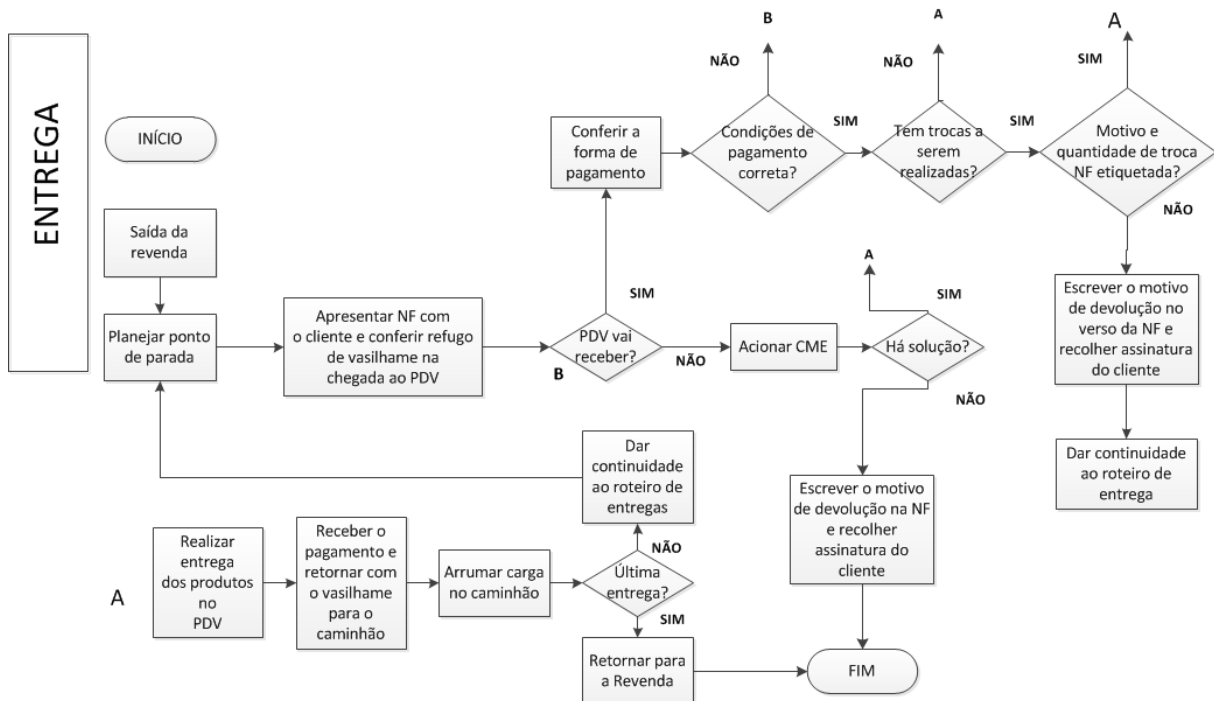 ENTREGA
INÍCIO
Saída da
revenda
Planejar ponto
de parada
Apresentar NF com
o cliente e conferir refugo
de vasilhame na
chegada ao PDV
PDV vai
receber?
B
SIM
NÃO
Conferir a
forma de
pagamento
Condições de
pagamento
correta?
NÃO
B
SIM
Tem trocas a
serem
realizadas?
NÃO
A
SIM
Motivo e
quantidade de troca
NF etiquetada?
SIM
A
NÃO
Escrever o motivo
de devolução no
verso da NF e
recolher assinatura
do cliente
Dar continuidade
ao roteiro de
entrega
Acionar CME
Há solução?
A
SIM
NÃO
Escrever o motivo
de devolução na NF
e recolher
assinatura do
cliente
FIM
A
Realizar
entrega
dos produtos
no
PDV
Receber o
pagamento e
retornar com
o vasilhame
para o
caminhão
Arrumar carga
no caminhão
Última
entrega?
NÃO
Dar
continuidade
ao roteiro de
entregas
SIM
Retornar para
a Revenda